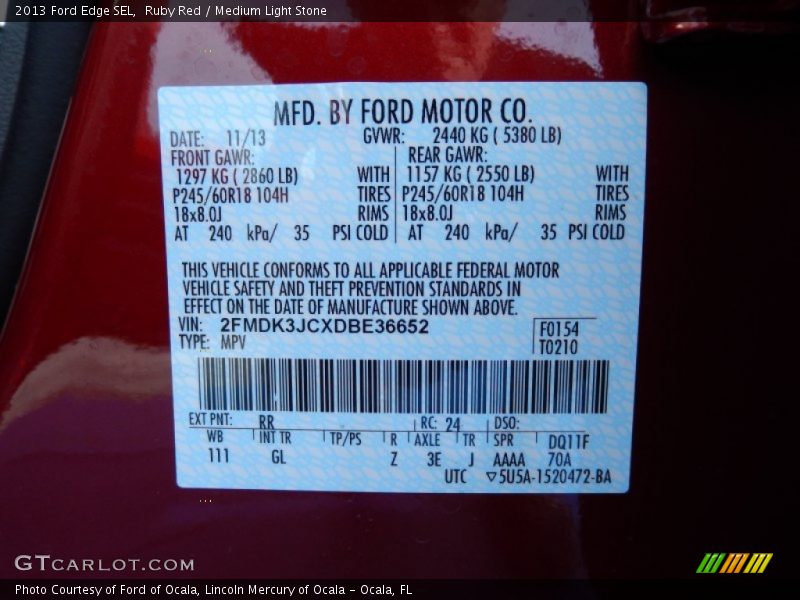 2013 Ford Edge SEL, Ruby Red / Medium Light Stone
MFD. BY FORD MOTOR CO.
DATE: 11/13 GVWR: 2440 KG ( 5380 LB)
FRONT GAWR: REAR GAWR:
1297 KG ( 2860 LB) WITH 1157 KG ( 2550 LB) WITH
P245/60R18 104H TIRES P245/60R18 104H TIRES
18x8.0J RIMS 18x8.0J RIMS
AT 240 kPa/ 35 PSI COLD AT 240 kPa/ 35 PSI COLD
THIS VEHICLE CONFORMS TO ALL APPLICABLE FEDERAL MOTOR
VEHICLE SAFETY AND THEFT PREVENTION STANDARDS IN
EFFECT ON THE DATE OF MANUFACTURE SHOWN ABOVE.
VIN: 2FMDK3JCXDBE36652 F0154
TYPE: MPV T0210
EXT PNT: RR RC: 24 DSO:
WB INT TR TP/PS R AXLE TR SPR DQ11F
111 GL Z 3E J AAAA 70A
UTC ▽5U5A-1520472-BA
GTCARLOT.COM
Photo Courtesy of Ford of Ocala, Lincoln Mercury of Ocala - Ocala, FL